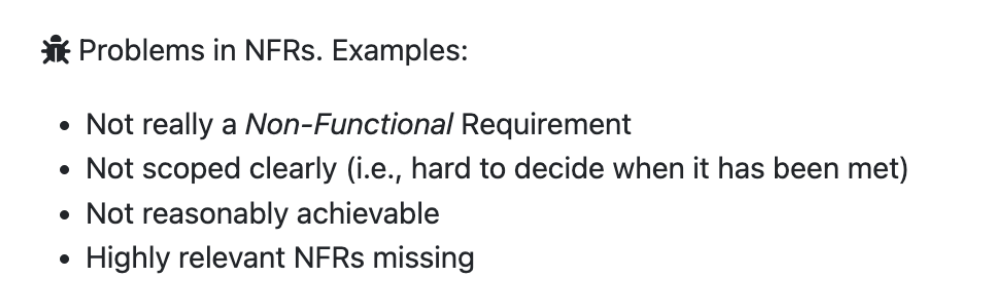 Problems in NFRs. Examples:
• Not really a Non-Functional Requirement
• Not scoped clearly (i.e., hard to decide when it has been met)
• Not reasonably achievable
• Highly relevant NFRs missing